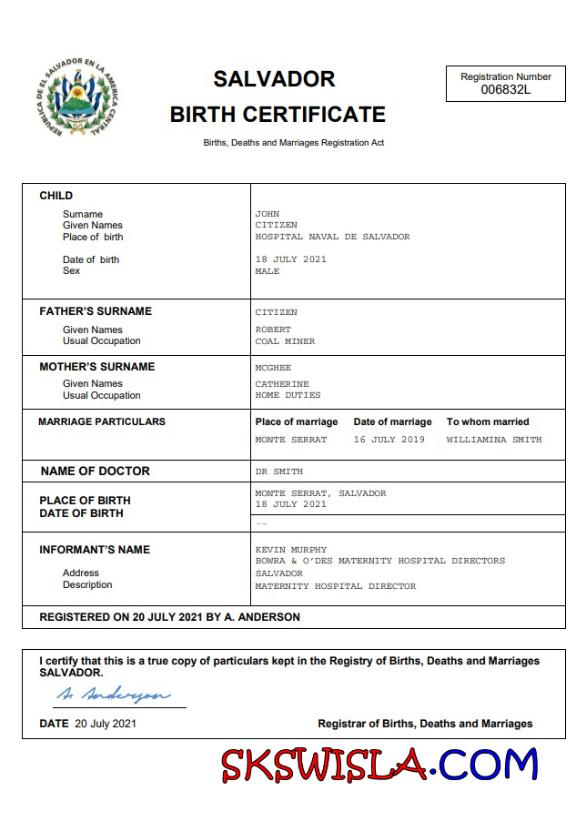 REPUBLICA DE EL SALVADOR EN LA AMERICA CENTRAL
SALVADOR
BIRTH CERTIFICATE
Births, Deaths and Marriages Registration Act
Registration Number
006832L
CHILD
Surname JOHN
Given Names CITIZEN
Place of birth HOSPITAL NAVAL DE SALVADOR
Date of birth 18 JULY 2021
Sex MALE
FATHER'S SURNAME CITIZEN
Given Names ROBERT
Usual Occupation COAL MINER
MOTHER'S SURNAME MCGHEE
Given Names CATHERINE
Usual Occupation HOME DUTIES
MARRIAGE PARTICULARS Place of marriage Date of marriage To whom married
MONTE SERRAT 16 JULY 2019 WILLIAMINA SMITH
NAME OF DOCTOR DR SMITH
PLACE OF BIRTH MONTE SERRAT, SALVADOR
DATE OF BIRTH 18 JULY 2021
--
INFORMANT'S NAME KEVIN MURPHY
BOWRA & O'DES MATERNITY HOSPITAL DIRECTORS
Address SALVADOR
Description MATERNITY HOSPITAL DIRECTOR
REGISTERED ON 20 JULY 2021 BY A. ANDERSON
I certify that this is a true copy of particulars kept in the Registry of Births, Deaths and Marriages
SALVADOR.
A. Anderson
DATE 20 July 2021 Registrar of Births, Deaths and Marriages
SKSWISLA.COM